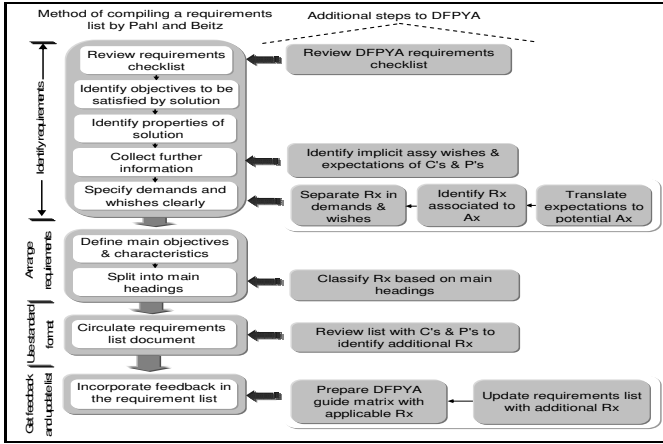 Method of compiling a requirements
list by Pahl and Beitz
Additional steps to DFPYA
Identify requirements
Review requirements
checklist
Identify objectives to be
satisfied by solution
Identify properties of
solution
Collect further
information
Specify demands and
whishes clearly
Review DFPYA requirements
checklist
Identify implicit assy wishes &
expectations of C's & P's
Separate Rx in
demands &
wishes
Identify Rx
associated to
Ax
Translate
expectations to
potential Ax
Arrange
requirements
Define main objectives
& characteristics
Split into main
headings
Classify Rx based on main
headings
Use standard
format
Circulate requirements
list document
Review list with C's & P's to
identify additional Rx
Get feedback
and update list
Incorporate feedback in
the requirement list
Prepare DFPYA
guide matrix with
applicable Rx
Update requirements list
with additional Rx